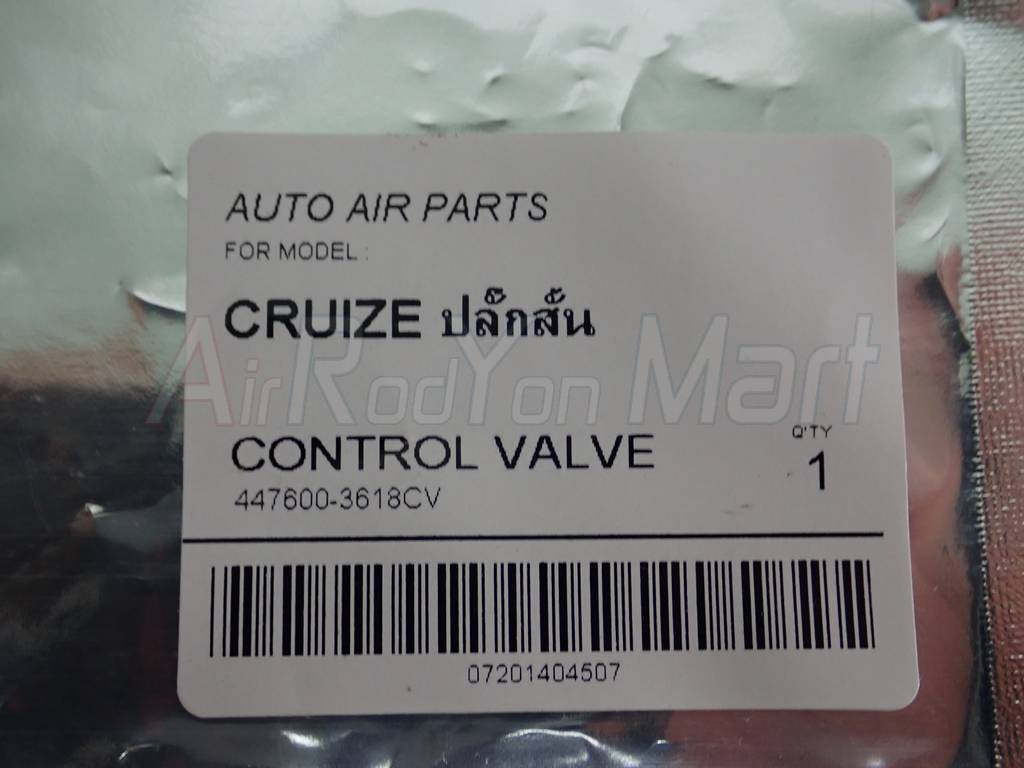 AUTO AIR PARTS
FOR MODEL :
CRUIZE ปลั๊กสั้น
AirRodYon Mart
CONTROL VALVE
Q'TY
447600-3618CV
1
07201404507